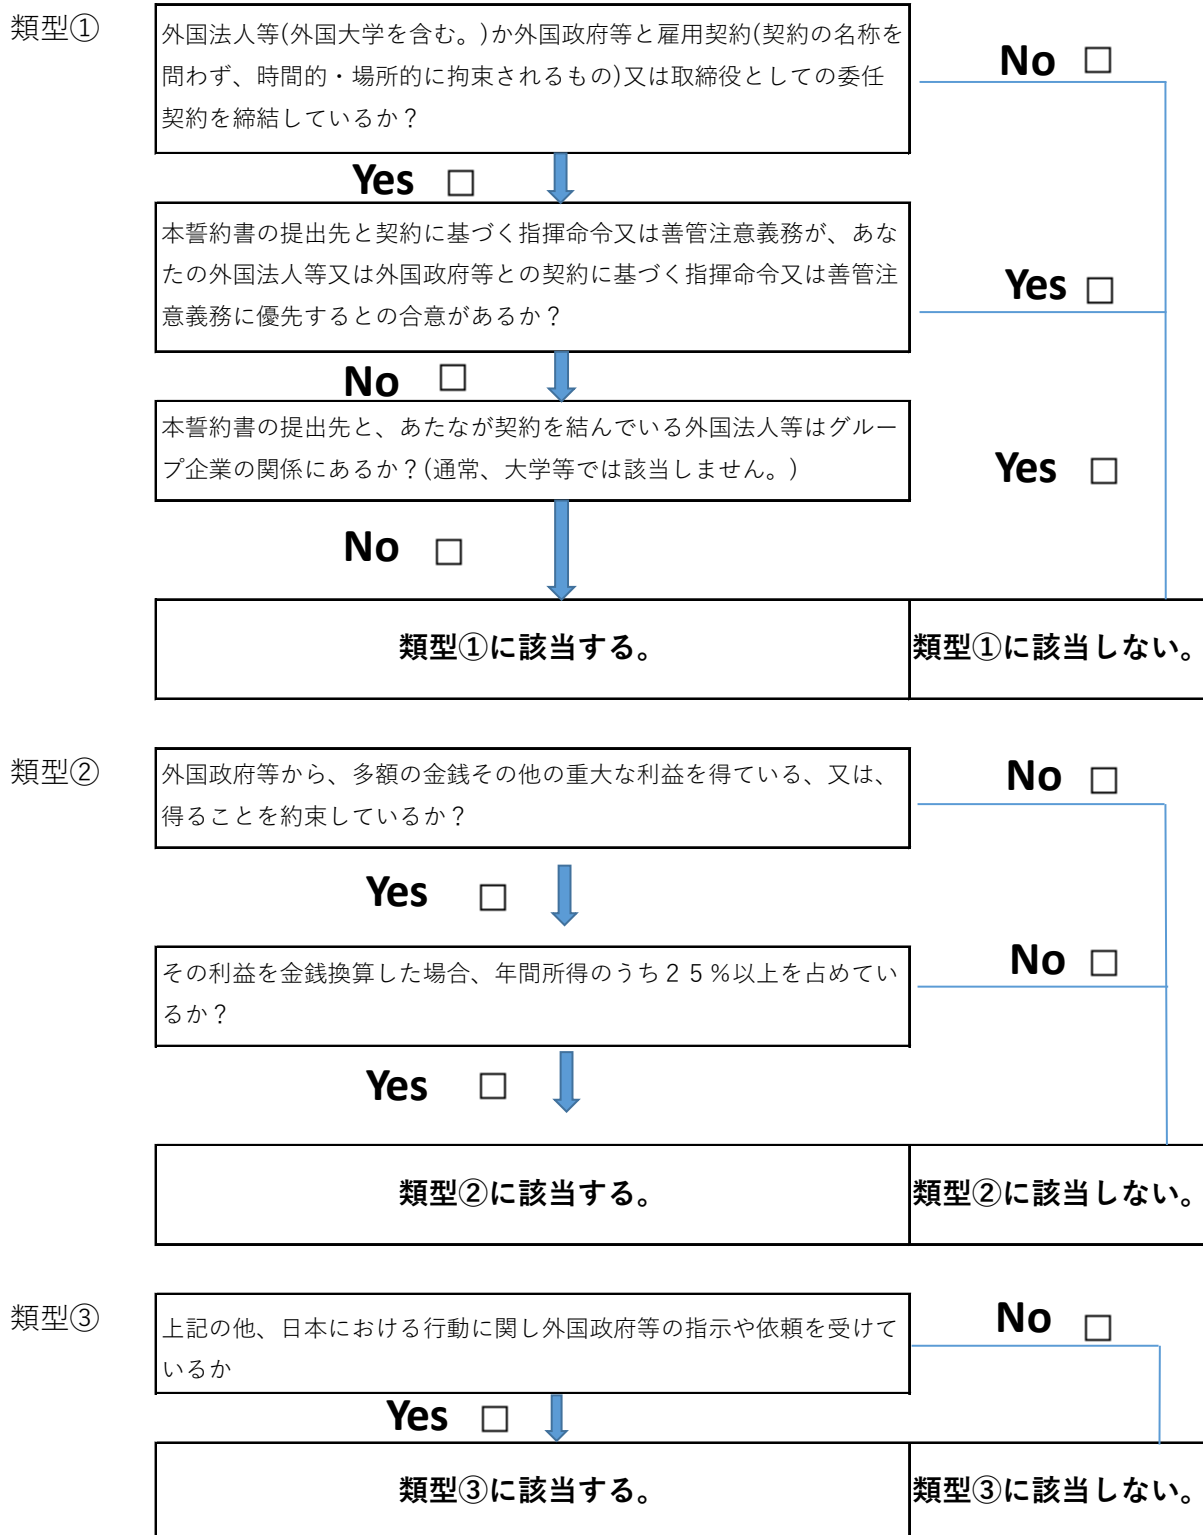 類型①
外国法人等(外国大学を含む。)か外国政府等と雇用契約(契約の名称を
問わず、時間的・場所的に拘束されるもの)又は取締役としての委任
契約を締結しているか？
No □
Yes □
本誓約書の提出先と契約に基づく指揮命令又は善管注意義務が、あな
たの外国法人等又は外国政府等との契約に基づく指揮命令又は善管注
意義務に優先するとの合意があるか？
Yes □
No □
本誓約書の提出先と、あたなが契約を結んでいる外国法人等はグルー
プ企業の関係にあるか？(通常、大学等では該当しません。)
Yes □
No □
類型①に該当する。
類型①に該当しない。
類型②
外国政府等から、多額の金銭その他の重大な利益を得ている、又は、
得ることを約束しているか？
No □
Yes □
その利益を金銭換算した場合、年間所得のうち２５％以上を占めてい
るか？
No □
Yes □
類型②に該当する。
類型②に該当しない。
類型③
上記の他、日本における行動に関し外国政府等の指示や依頼を受けて
いるか
No □
Yes □
類型③に該当する。
類型③に該当しない。